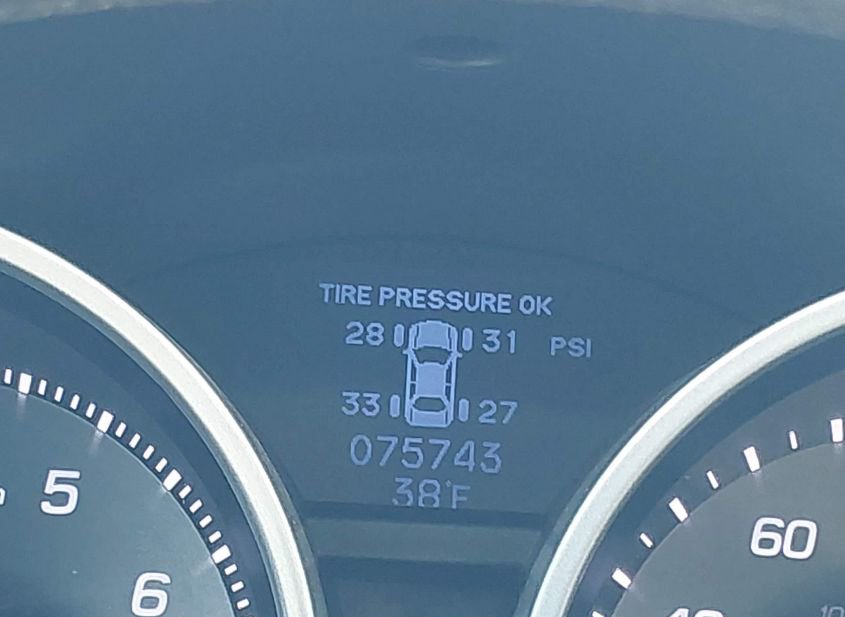 TIRE PRESSURE OK
28 31 PSI
33 27
075743
38°F
5
6
60